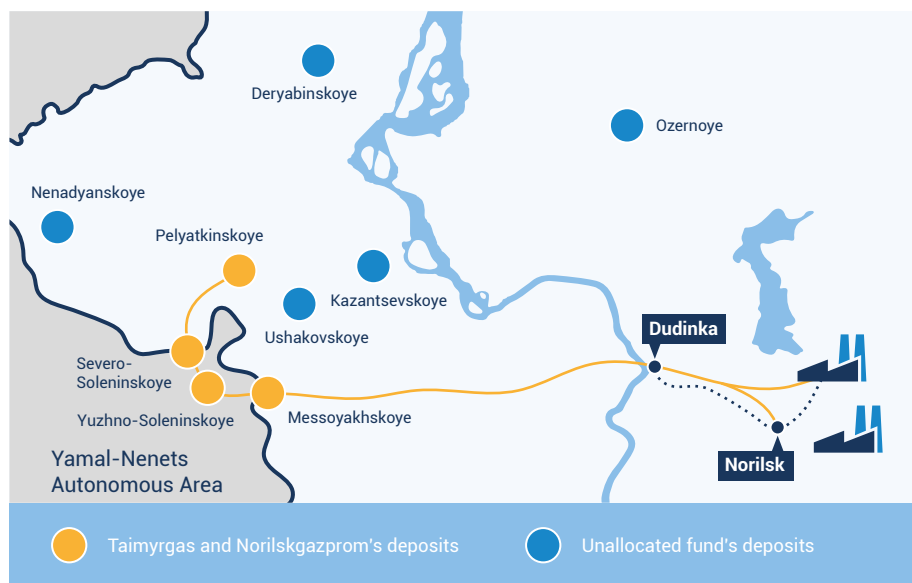 Deryabinskoye
Ozernoye
Nenadyanskoye
Pelyatkinskoye
Kazantsevskoye
Ushakovskoye
Dudinka
Severo-
Soleninskoye
Yuzhno-Soleninskoye
Messoyakhskoye
Yamal-Nenets
Autonomous Area
Norilsk
Taimyrgas and Norilskgazprom's deposits
Unallocated fund's deposits